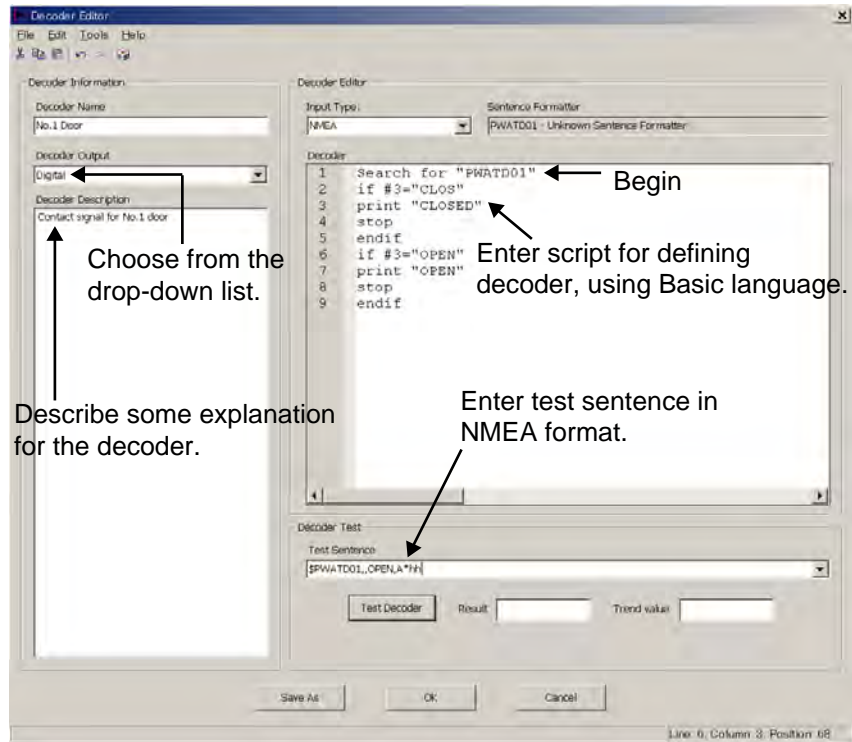 Decoder Editor
File Edit Tools Help
Decoder Information
Decoder Name
No.1 Door
Decoder Output
Digital
Decoder Description
Contact signal for No.1 door
Choose from the
drop-down list.
Describe some explanation
for the decoder.
Decoder Editor
Input Type:
NMEA
Sentence Formatter
PWATD01 - Unknown Sentence Formatter
Decoder
1 Search for "PWATD01"
2 if #3="CLOS"
3 print "CLOSED"
4 stop
5 endif
6 if #3="OPEN"
7 print "OPEN"
8 stop
9 endif
Begin
Enter script for defining
decoder, using Basic language.
Enter test sentence in
NMEA format.
Decoder Test
Test Sentence
$PWATD01,,OPEN,A*hh
Test Decoder
Result
Trend value
Save As
OK
Cancel
Line: 6, Column: 3, Position: 68